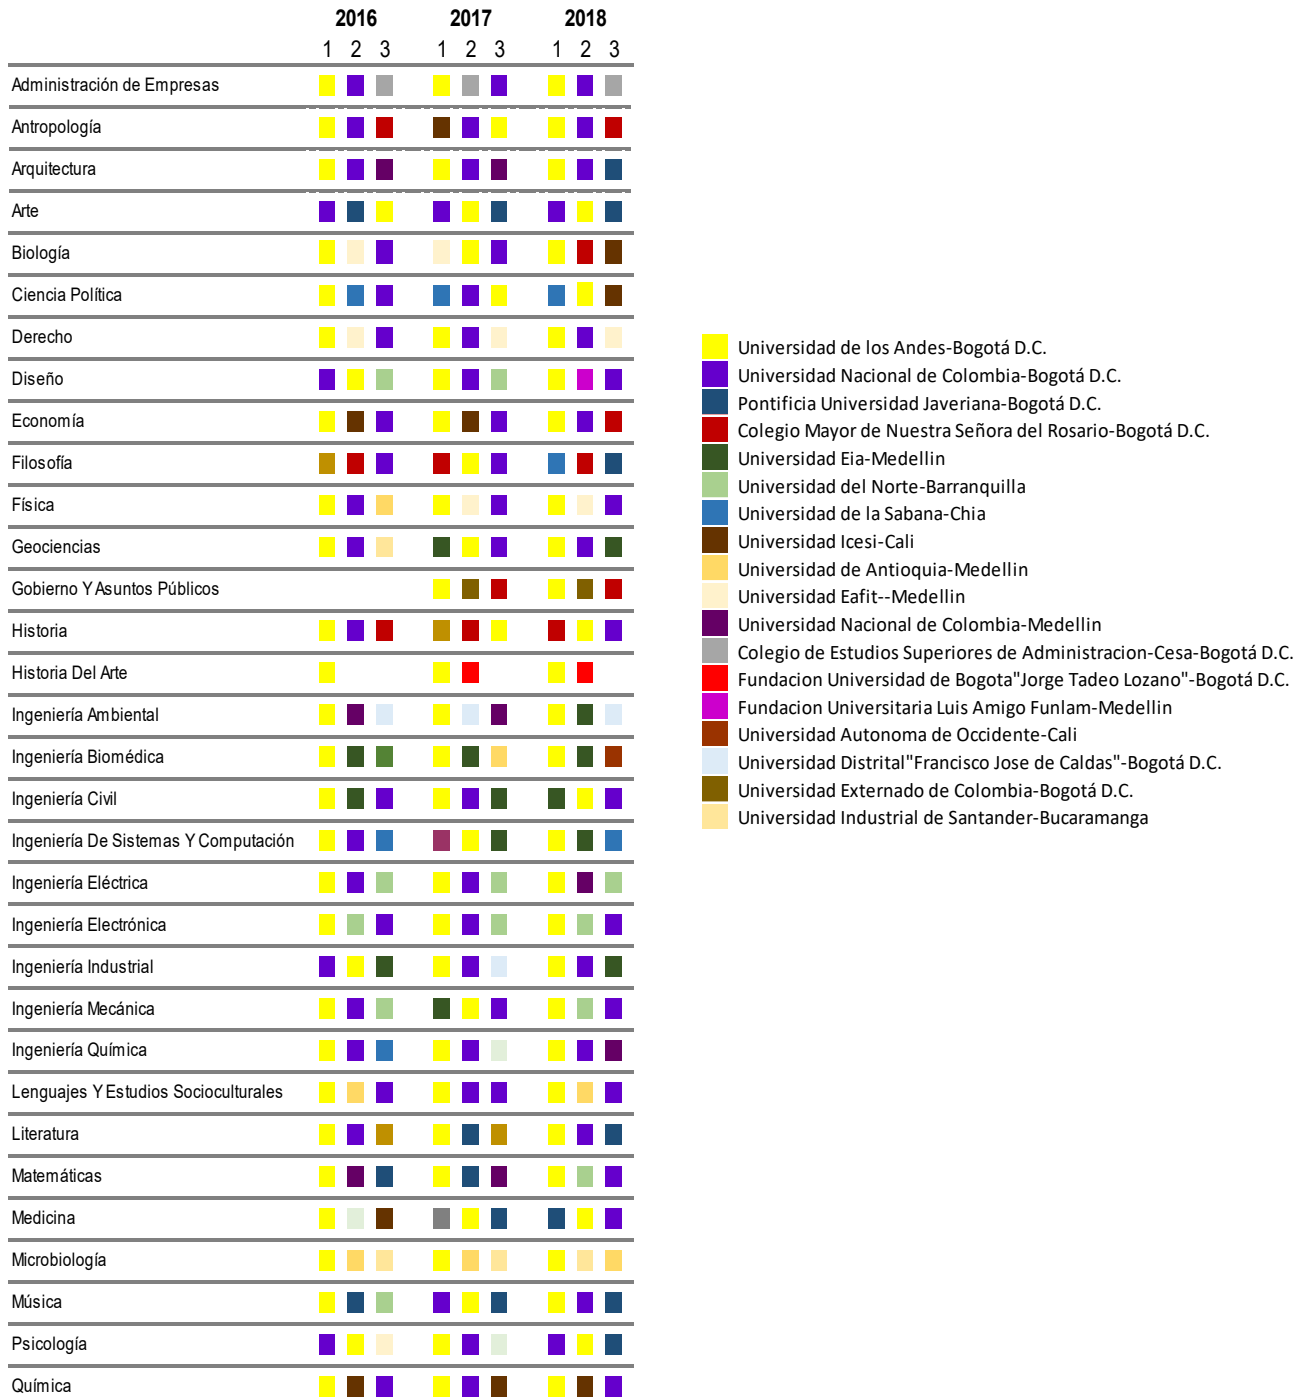 2016 2017 2018
1 2 3 1 2 3 1 2 3
Administración de Empresas
Antropología
Arquitectura
Arte
Biología
Ciencia Política
Derecho
Diseño
Economía
Filosofía
Física
Geociencias
Gobierno Y Asuntos Públicos
Historia
Historia Del Arte
Ingeniería Ambiental
Ingeniería Biomédica
Ingeniería Civil
Ingeniería De Sistemas Y Computación
Ingeniería Eléctrica
Ingeniería Electrónica
Ingeniería Industrial
Ingeniería Mecánica
Ingeniería Química
Lenguajes Y Estudios Socioculturales
Literatura
Matemáticas
Medicina
Microbiología
Música
Psicología
Química
Universidad de los Andes-Bogotá D.C.
Universidad Nacional de Colombia-Bogotá D.C.
Pontificia Universidad Javeriana-Bogotá D.C.
Colegio Mayor de Nuestra Señora del Rosario-Bogotá D.C.
Universidad Eia-Medellin
Universidad del Norte-Barranquilla
Universidad de la Sabana-Chia
Universidad Icesi-Cali
Universidad de Antioquia-Medellin
Universidad Eafit--Medellin
Universidad Nacional de Colombia-Medellin
Colegio de Estudios Superiores de Administracion-Cesa-Bogotá D.C.
Fundacion Universidad de Bogota"Jorge Tadeo Lozano"-Bogotá D.C.
Fundacion Universitaria Luis Amigo Funlam-Medellin
Universidad Autonoma de Occidente-Cali
Universidad Distrital"Francisco Jose de Caldas"-Bogotá D.C.
Universidad Externado de Colombia-Bogotá D.C.
Universidad Industrial de Santander-Bucaramanga